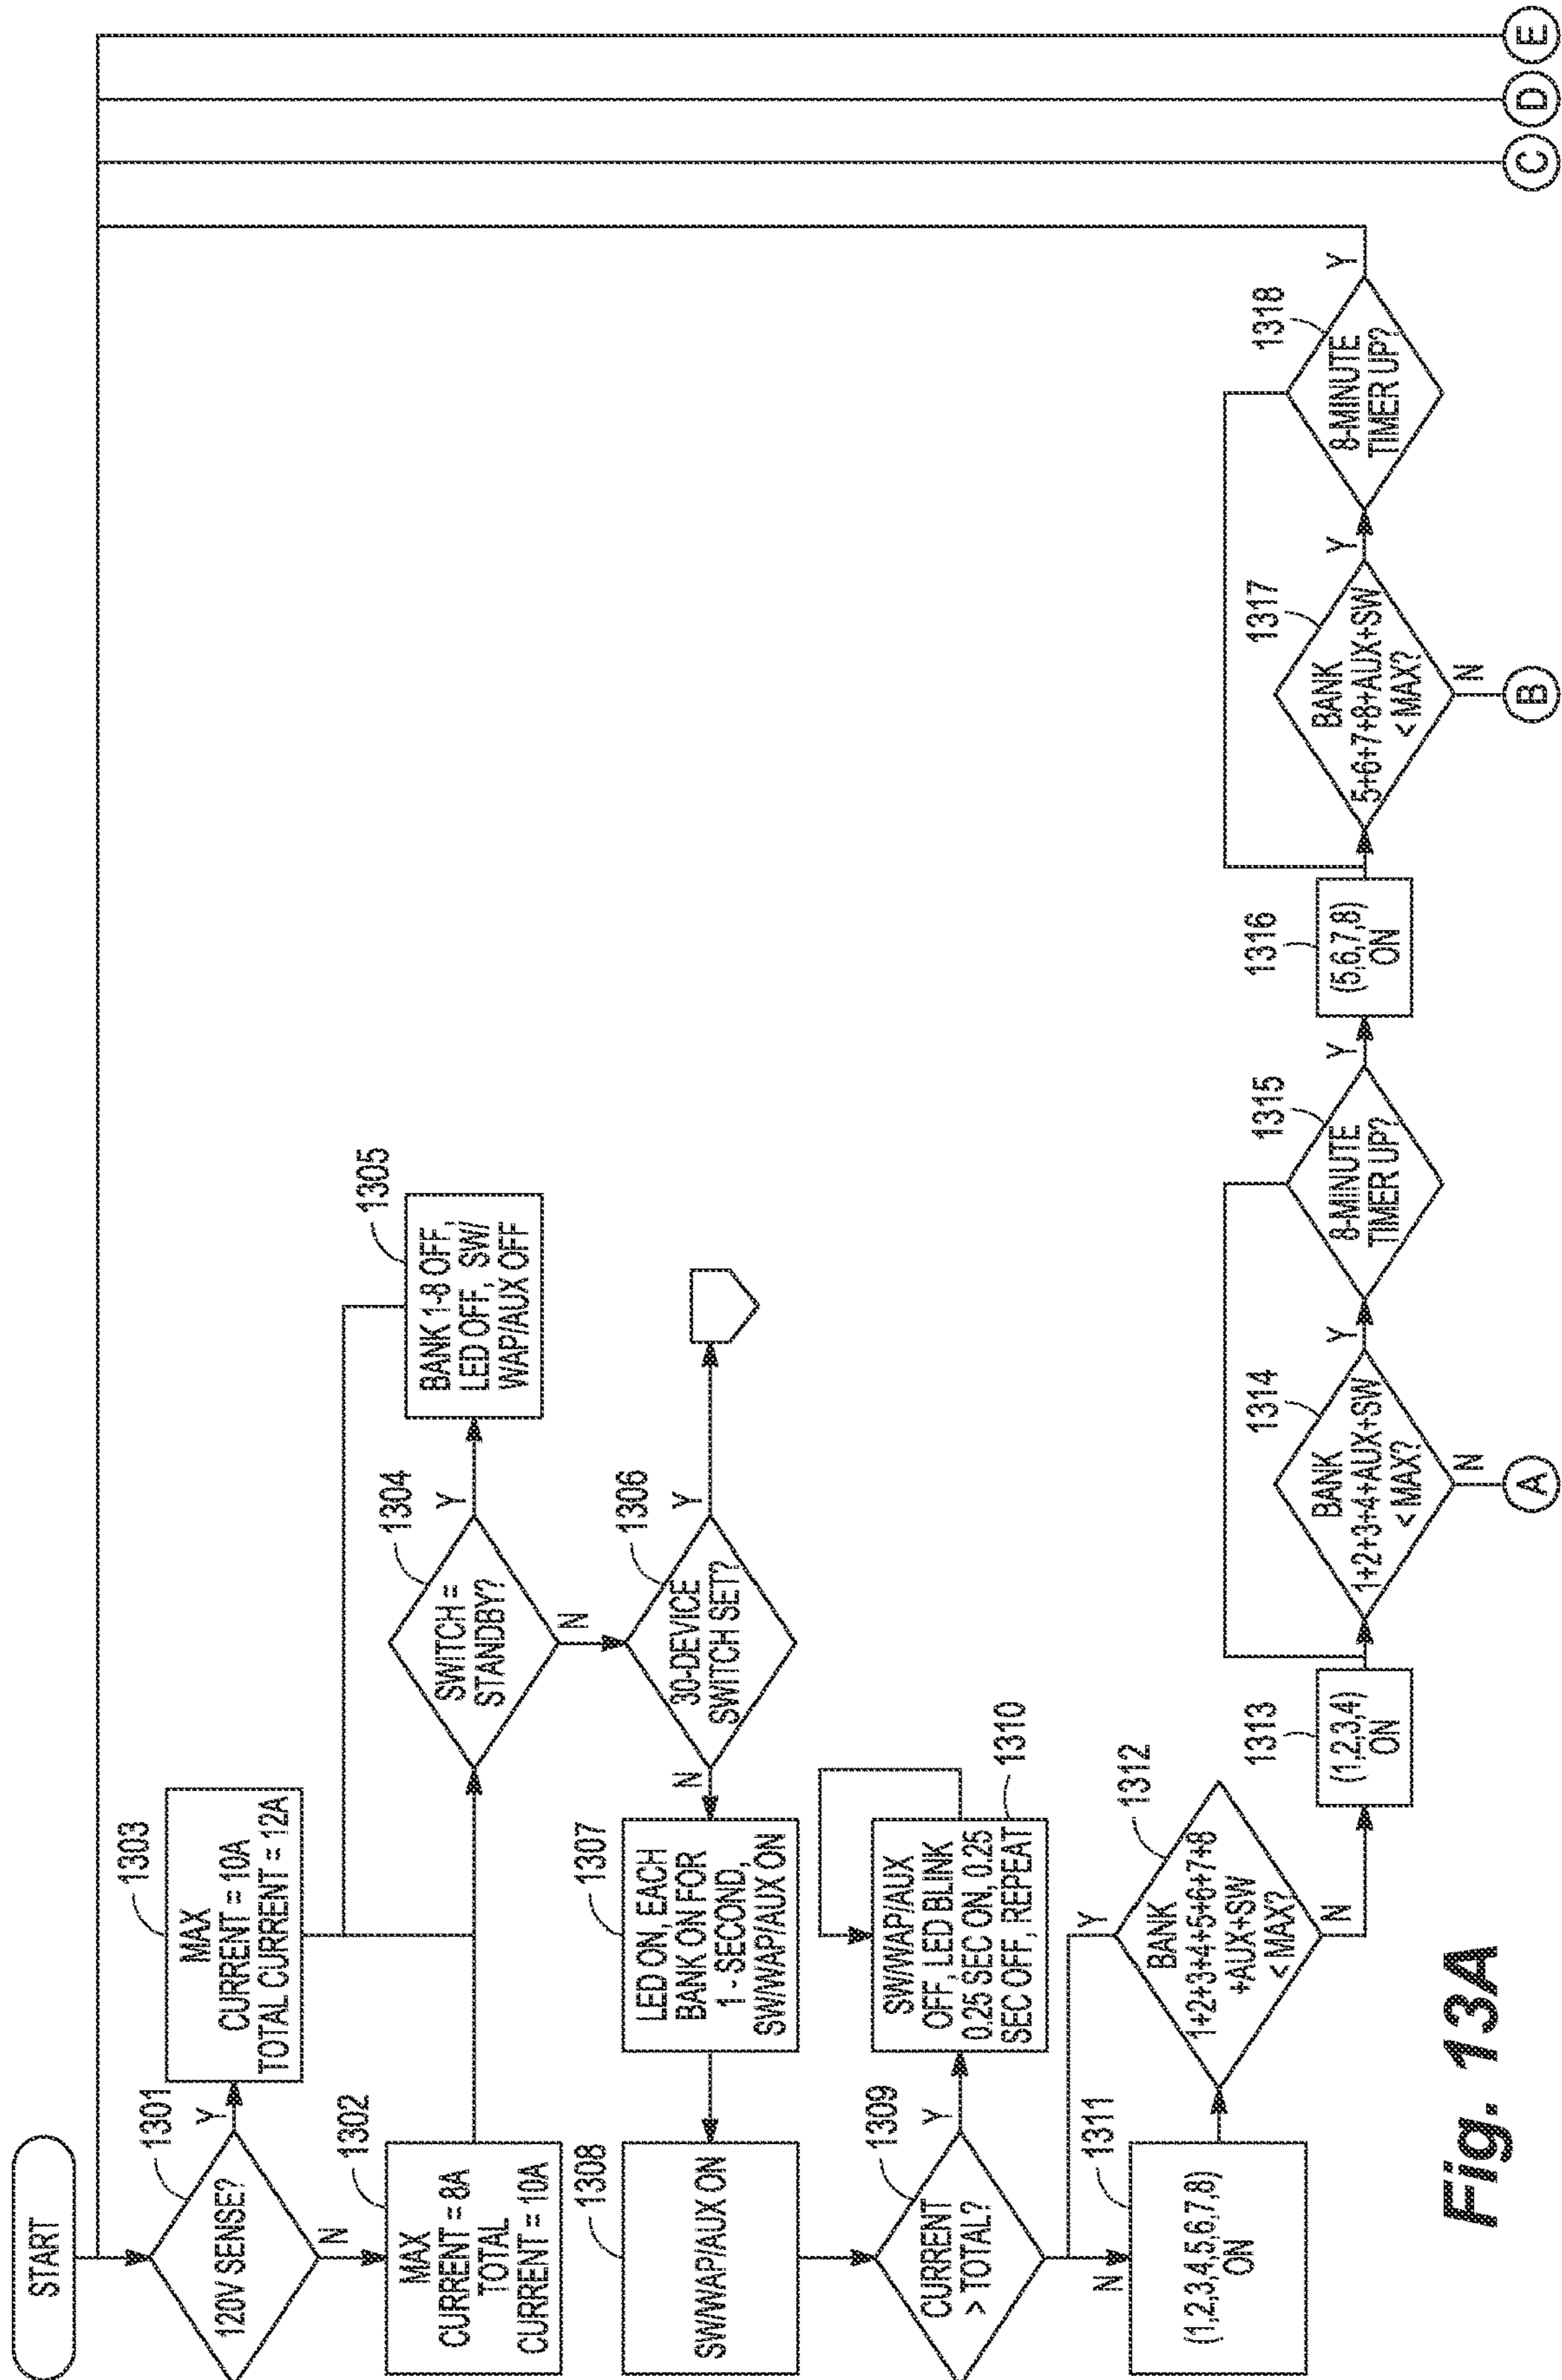 START
1301
120V SENSE?
Y
N
1303
MAX
CURRENT = 10A
TOTAL CURRENT = 12A
1302
MAX
CURRENT = 8A
TOTAL
CURRENT = 10A
1304
SWITCH =
STANDBY?
Y
N
1305
BANK 1-8 OFF,
LED OFF, SW/
WAP/AUX OFF
1306
30-DEVICE
SWITCH SET?
Y
N
1307
LED ON, EACH
BANK ON FOR
1 - SECOND,
SW/WAP/AUX ON
1308
SW/WAP/AUX ON
1309
CURRENT
> TOTAL?
Y
N
1310
SW/WAP/AUX
OFF, LED BLINK
0.25 SEC ON, 0.25
SEC OFF, REPEAT
1311
(1,2,3,4,5,6,7,8)
ON
1312
BANK
1+2+3+4+5+6+7+8
+AUX+SW
< MAX?
Y
N
1313
(1,2,3,4)
ON
1314
BANK
1+2+3+4+AUX+SW
< MAX?
Y
N
A
1315
8-MINUTE
TIMER UP?
Y
1316
(5,6,7,8)
ON
1317
BANK
5+6+7+8+AUX+SW
< MAX?
Y
N
B
1318
8-MINUTE
TIMER UP?
Y
C
D
E
Fig. 13A